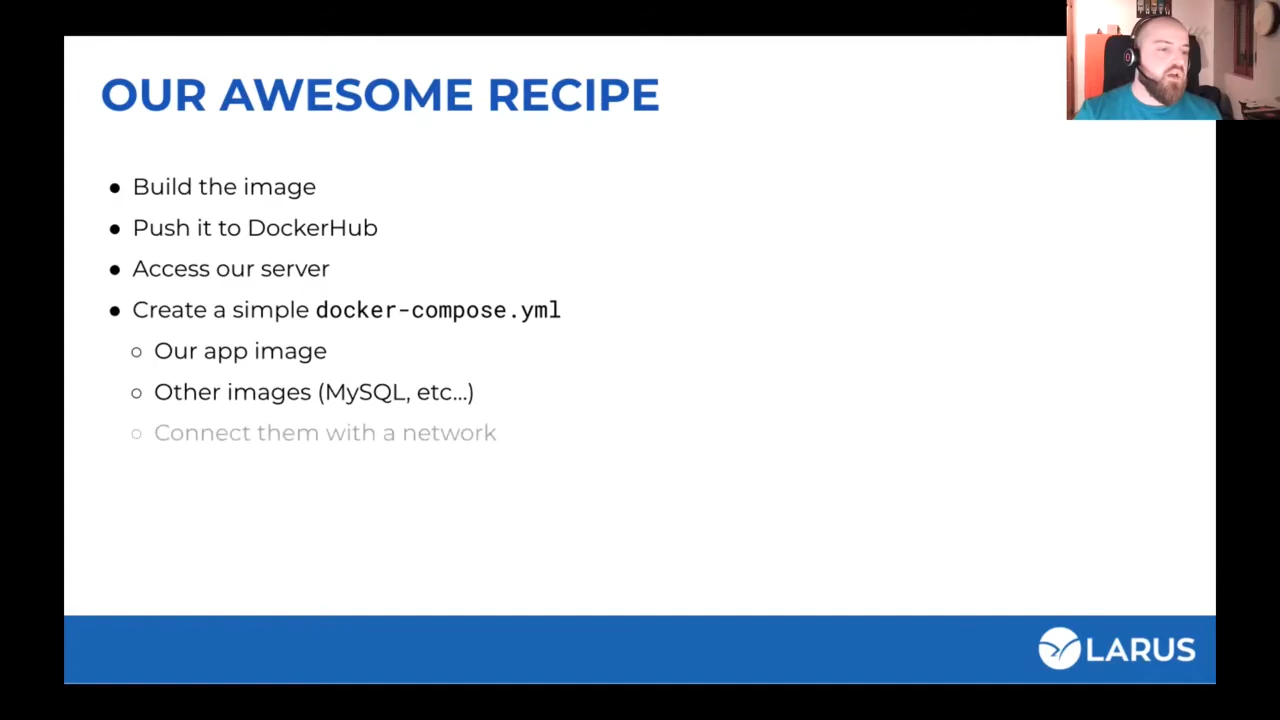 OUR AWESOME RECIPE
● Build the image
● Push it to DockerHub
● Access our server
● Create a simple docker-compose.yml
○ Our app image
○ Other images (MySQL, etc...)
○ Connect them with a network
LARUS